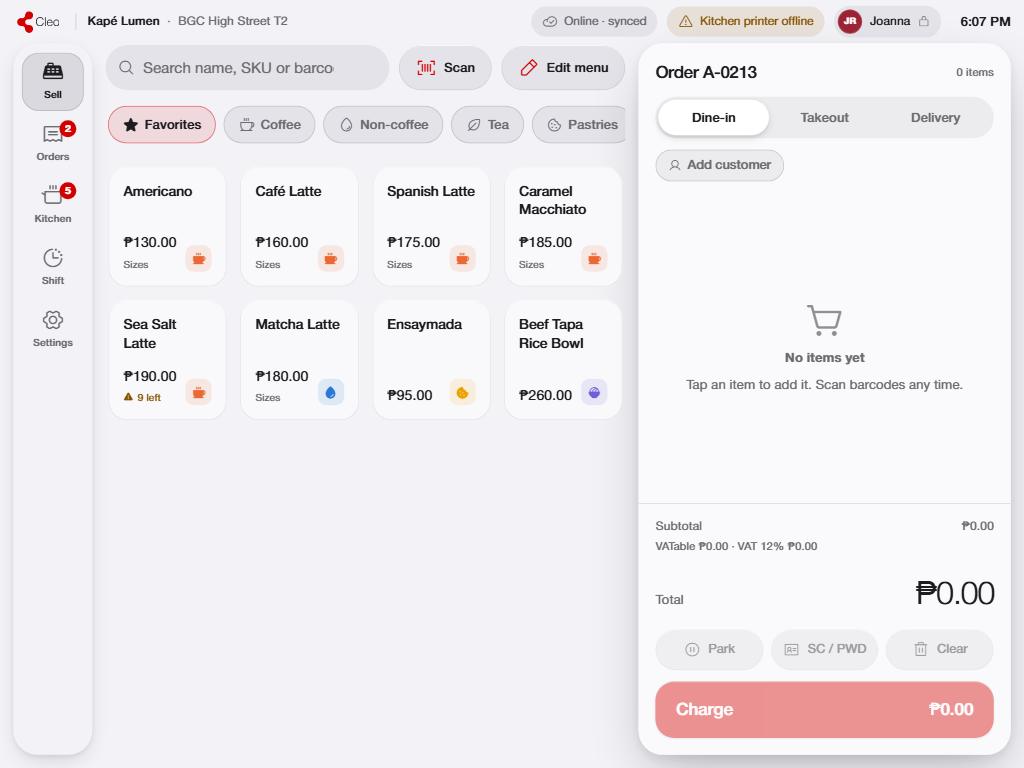 Clea
Kapé Lumen · BGC High Street T2
Online · synced
Kitchen printer offline
JR Joanna
6:07 PM
Sell
2
Orders
5
Kitchen
Shift
Settings
Search name, SKU or barco
Scan
Edit menu
Favorites
Coffee
Non-coffee
Tea
Pastries
Americano
₱130.00
Sizes
Café Latte
₱160.00
Sizes
Spanish Latte
₱175.00
Sizes
Caramel
Macchiato
₱185.00
Sizes
Sea Salt
Latte
₱190.00
9 left
Matcha Latte
₱180.00
Sizes
Ensaymada
₱95.00
Beef Tapa
Rice Bowl
₱260.00
Order A-0213
0 items
Dine-in
Takeout
Delivery
Add customer
No items yet
Tap an item to add it. Scan barcodes any time.
Subtotal ₱0.00
VATable ₱0.00 · VAT 12% ₱0.00
Total ₱0.00
Park
SC / PWD
Clear
Charge ₱0.00